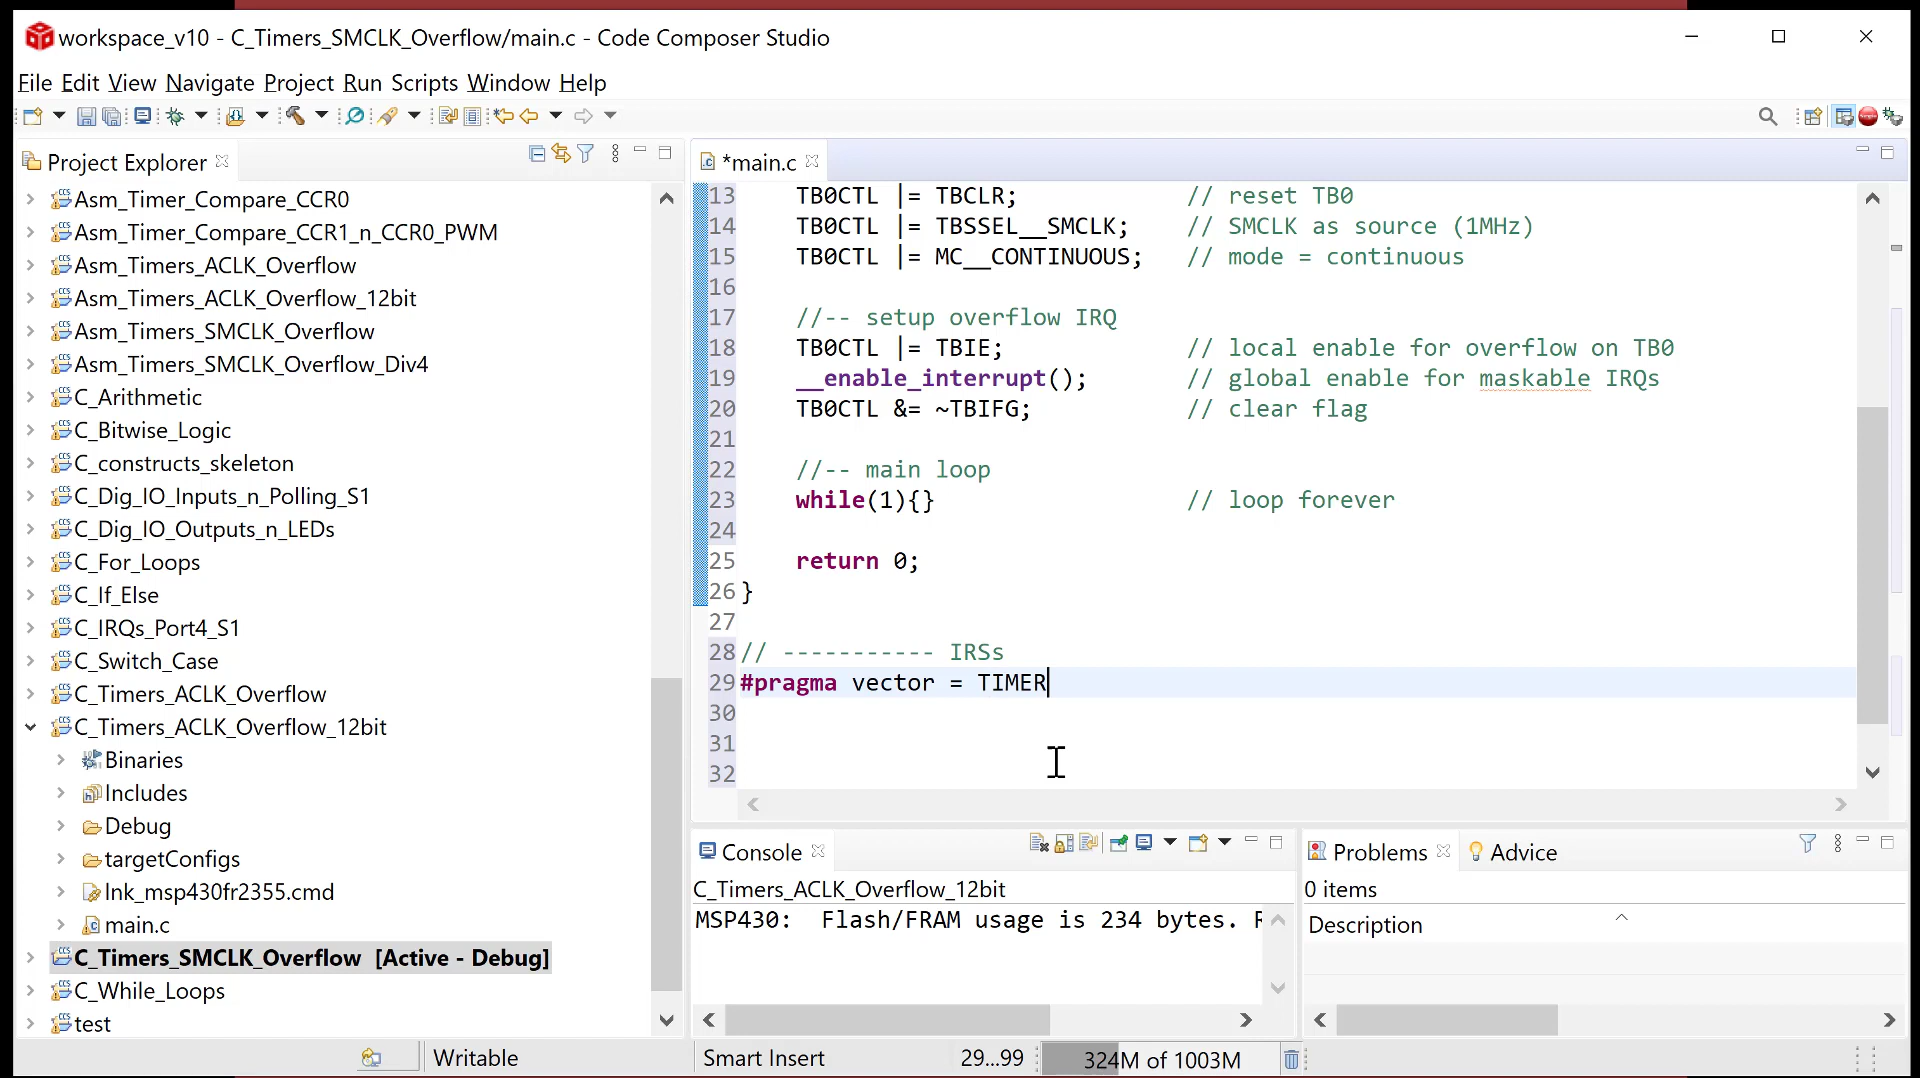 workspace_v10 - C_Timers_SMCLK_Overflow/main.c - Code Composer Studio
File Edit View Navigate Project Run Scripts Window Help
Project Explorer
Asm_Timer_Compare_CCR0
Asm_Timer_Compare_CCR1_n_CCR0_PWM
Asm_Timers_ACLK_Overflow
Asm_Timers_ACLK_Overflow_12bit
Asm_Timers_SMCLK_Overflow
Asm_Timers_SMCLK_Overflow_Div4
C_Arithmetic
C_Bitwise_Logic
C_constructs_skeleton
C_Dig_IO_Inputs_n_Polling_S1
C_Dig_IO_Outputs_n_LEDs
C_For_Loops
C_If_Else
C_IRQs_Port4_S1
C_Switch_Case
C_Timers_ACLK_Overflow
C_Timers_ACLK_Overflow_12bit
Binaries
Includes
Debug
targetConfigs
lnk_msp430fr2355.cmd
main.c
C_Timers_SMCLK_Overflow [Active - Debug]
C_While_Loops
test
*main.c
13 TB0CTL |= TBCLR; // reset TB0
14 TB0CTL |= TBSSEL__SMCLK; // SMCLK as source (1MHz)
15 TB0CTL |= MC__CONTINUOUS; // mode = continuous
16
17 //-- setup overflow IRQ
18 TB0CTL |= TBIE; // local enable for overflow on TB0
19 __enable_interrupt(); // global enable for maskable IRQs
20 TB0CTL &= ~TBIFG; // clear flag
21
22 //-- main loop
23 while(1){} // loop forever
24
25 return 0;
26 }
27
28 // ----------- IRSs
29 #pragma vector = TIMER
30
31
32
Console
C_Timers_ACLK_Overflow_12bit
MSP430: Flash/FRAM usage is 234 bytes.
Problems
Advice
0 items
Description
Writable
Smart Insert
29...99
324M of 1003M